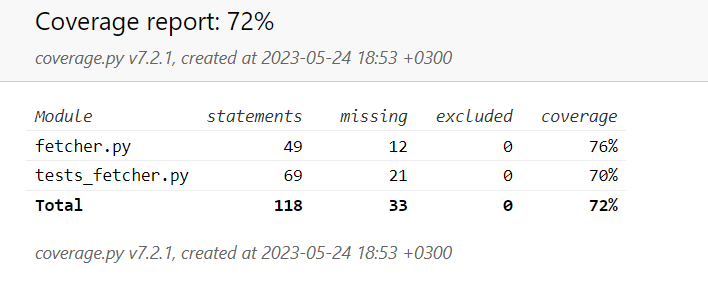 Coverage report: 72%
coverage.py v7.2.1, created at 2023-05-24 18:53 +0300
Module statements missing excluded coverage
fetcher.py 49 12 0 76%
tests_fetcher.py 69 21 0 70%
Total 118 33 0 72%
coverage.py v7.2.1, created at 2023-05-24 18:53 +0300